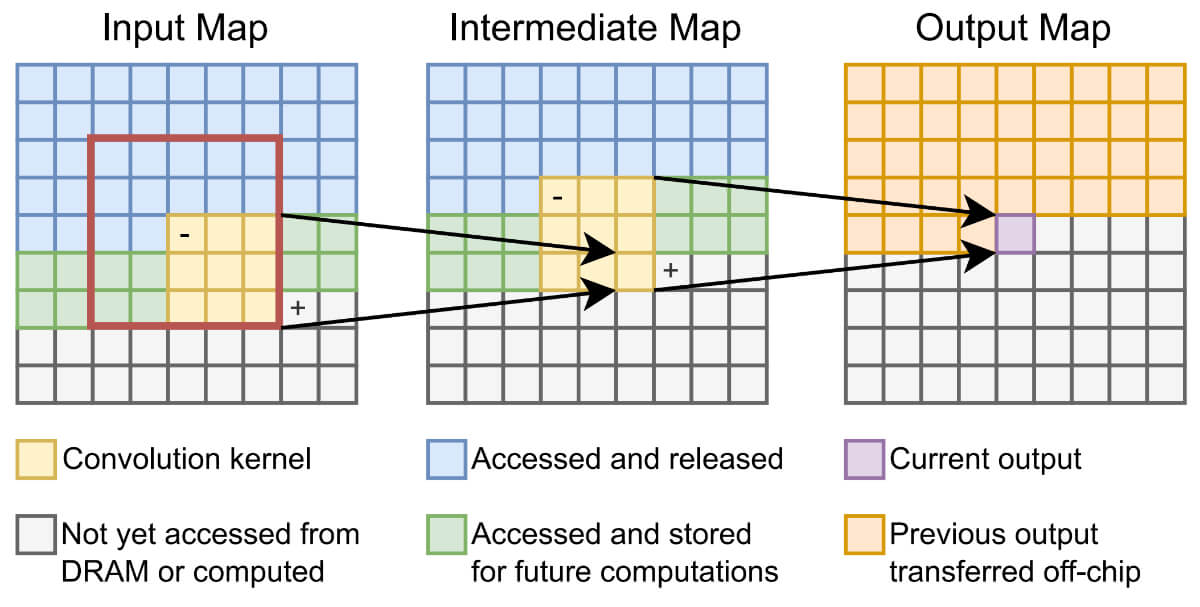 Input Map
Intermediate Map
Output Map
-
-
+
+
Convolution kernel
Accessed and released
Current output
Not yet accessed from
DRAM or computed
Accessed and stored
for future computations
Previous output
transferred off-chip